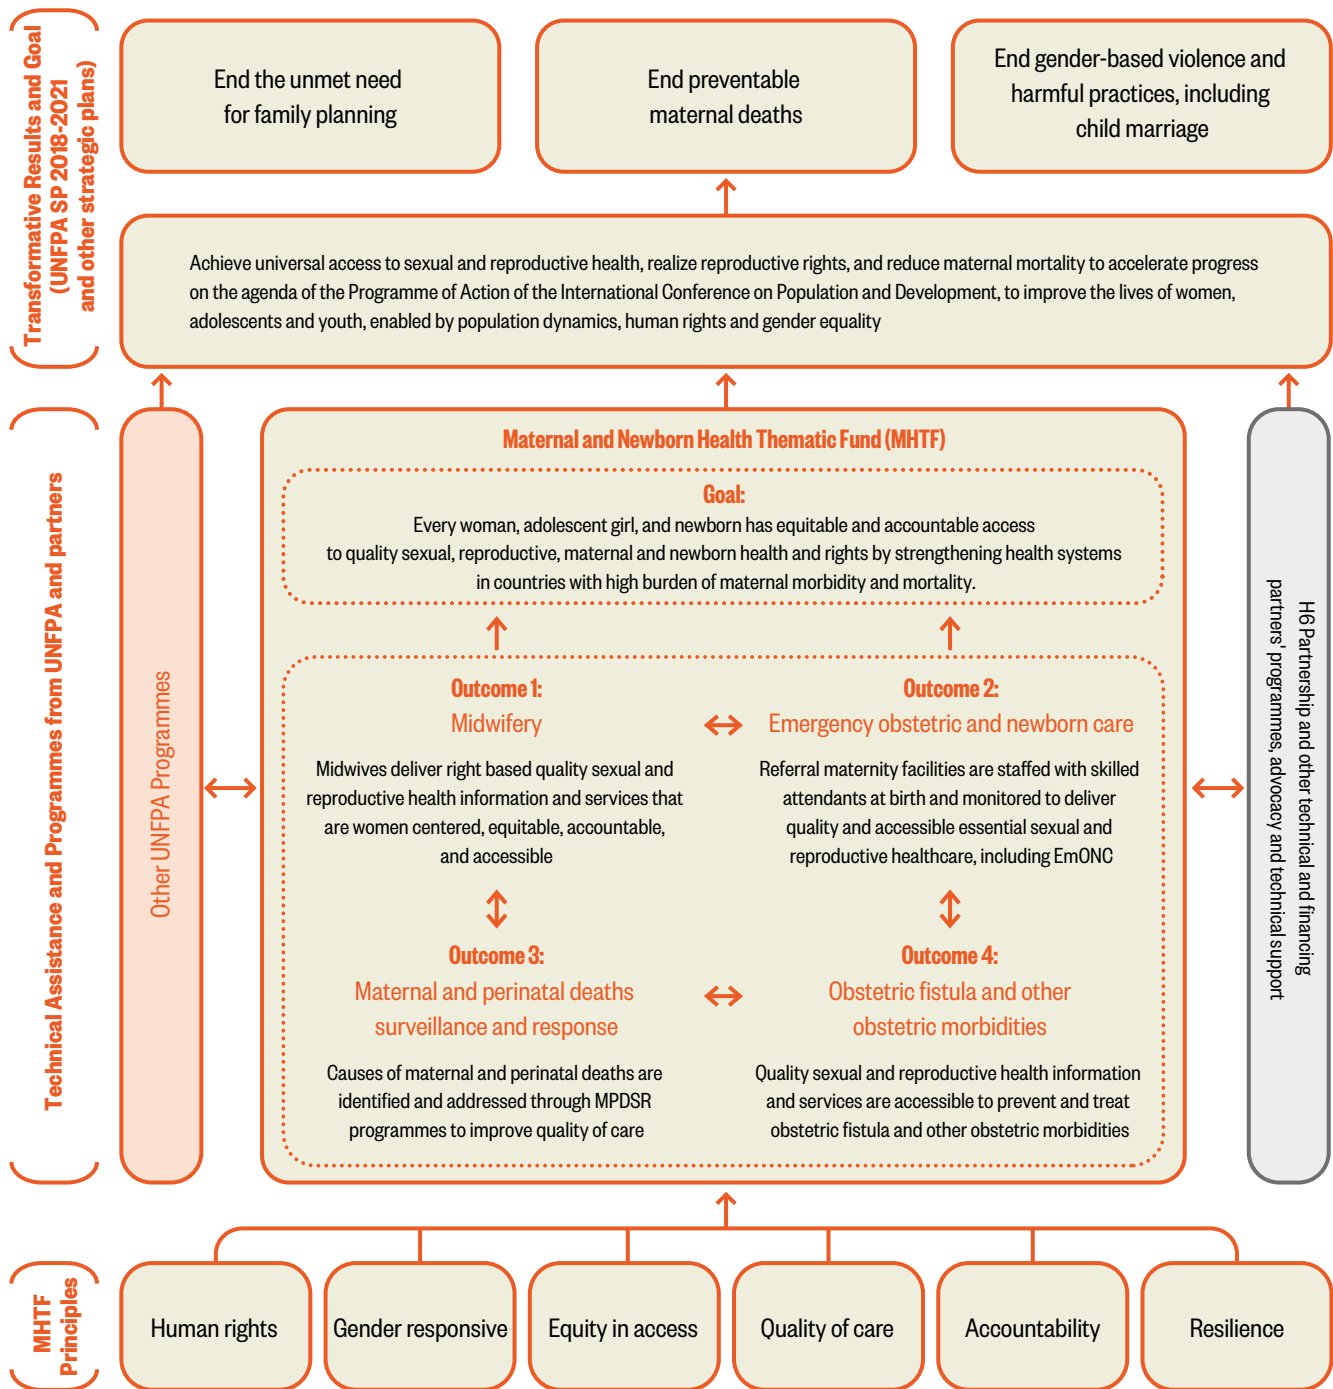 Transformative Results and Goal
(UNFPA SP 2018-2021
and other strategic plans)
End the unmet need
for family planning
End preventable
maternal deaths
End gender-based violence and
harmful practices, including
child marriage
Achieve universal access to sexual and reproductive health, realize reproductive rights, and reduce maternal mortality to accelerate progress
on the agenda of the Programme of Action of the International Conference on Population and Development, to improve the lives of women,
adolescents and youth, enabled by population dynamics, human rights and gender equality
Technical Assistance and Programmes from UNFPA and partners
Other UNFPA Programmes
Maternal and Newborn Health Thematic Fund (MHTF)
Goal:
Every woman, adolescent girl, and newborn has equitable and accountable access
to quality sexual, reproductive, maternal and newborn health and rights by strengthening health systems
in countries with high burden of maternal morbidity and mortality.
Outcome 1:
Midwifery
Midwives deliver right based quality sexual and
reproductive health information and services that
are women centered, equitable, accountable,
and accessible
Outcome 2:
Emergency obstetric and newborn care
Referral maternity facilities are staffed with skilled
attendants at birth and monitored to deliver
quality and accessible essential sexual and
reproductive healthcare, including EmONC
Outcome 3:
Maternal and perinatal deaths
surveillance and response
Causes of maternal and perinatal deaths are
identified and addressed through MPDSR
programmes to improve quality of care
Outcome 4:
Obstetric fistula and other
obstetric morbidities
Quality sexual and reproductive health information
and services are accessible to prevent and treat
obstetric fistula and other obstetric morbidities
H6 Partnership and other technical and financing
partners' programmes, advocacy and technical support
MHTF
Principles
Human rights
Gender responsive
Equity in access
Quality of care
Accountability
Resilience